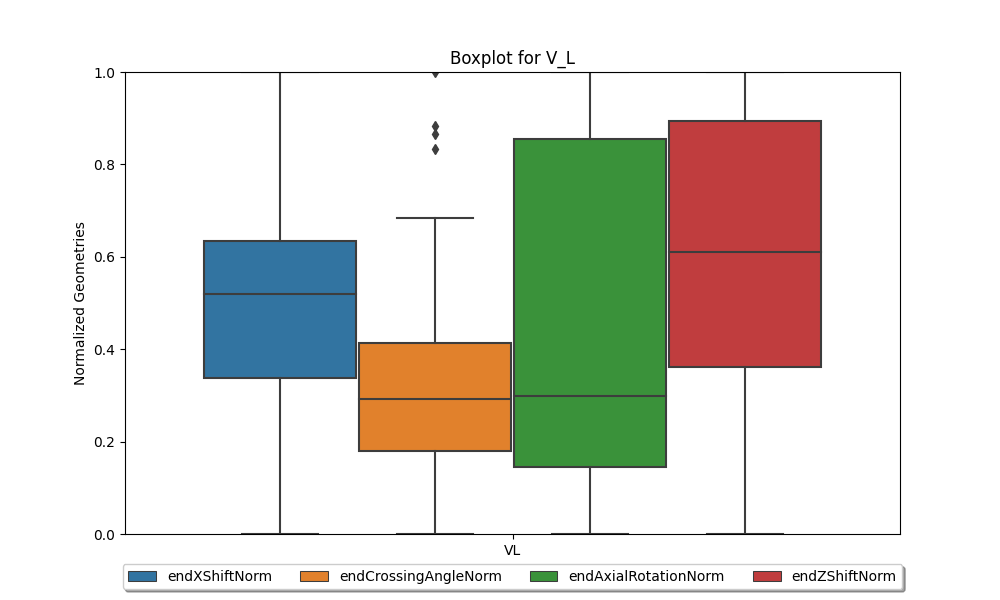 Boxplot for V_L
1.0
0.8
0.6
0.4
0.2
0.0
Normalized Geometries
VL
endXShiftNorm endCrossingAngleNorm endAxialRotationNorm endZShiftNorm